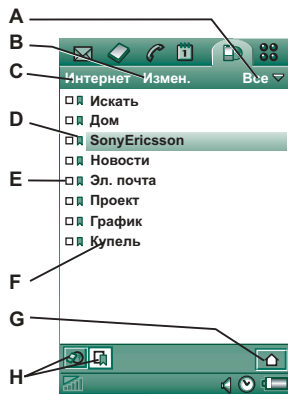 A
B
C
Интернет Измен. Все
Искать
Дом
D
SonyEricsson
Новости
E
Эл. почта
Проект
График
Купель
F
G
H